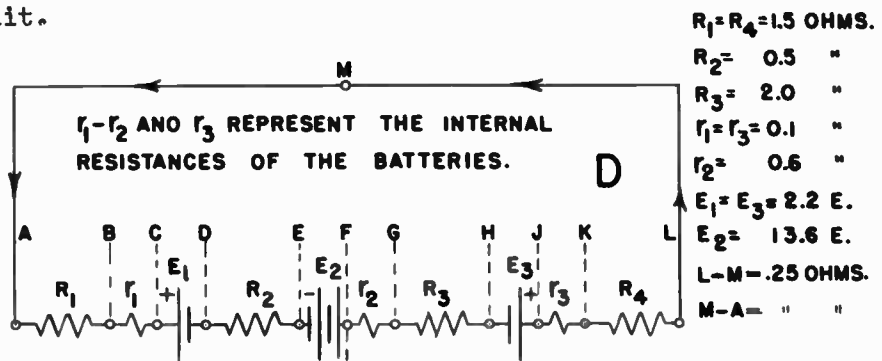 uit.
R1=R4=1.5 OHMS.
R2= 0.5 "
R3= 2.0 "
r1=r3=0.1 "
r2= 0.6 "
E1=E3=2.2 E.
E2= 13.6 E.
L-M=.25 OHMS.
M-A= " "
M
r1-r2 AND r3 REPRESENT THE INTERNAL
RESISTANCES OF THE BATTERIES.
D
A B C D E F G H J K L
R1 r1 + E1 R2 - E2 r2 R3 E3 + r3 R4